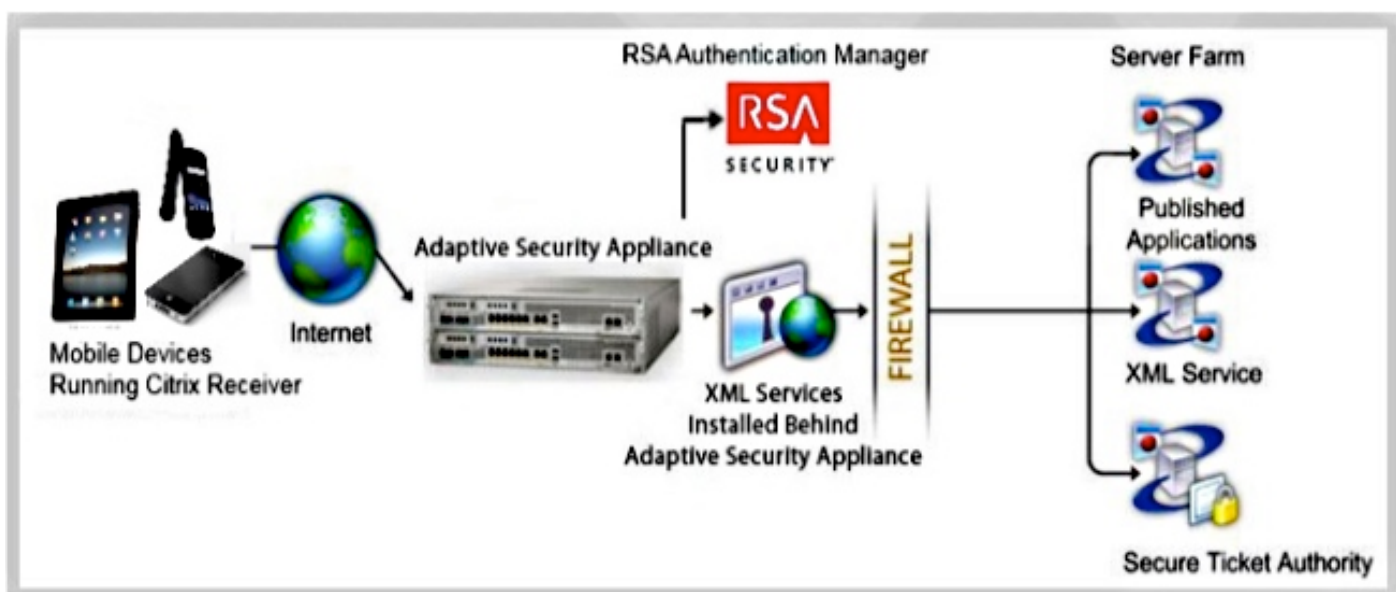 RSA Authentication Manager
RSA
SECURITY
Server Farm
Adaptive Security Appliance
Internet
Mobile Devices
Running Citrix Receiver
XML Services
Installed Behind
Adaptive Security Appliance
FIREWALL
Published
Applications
XML Service
Secure Ticket Authority